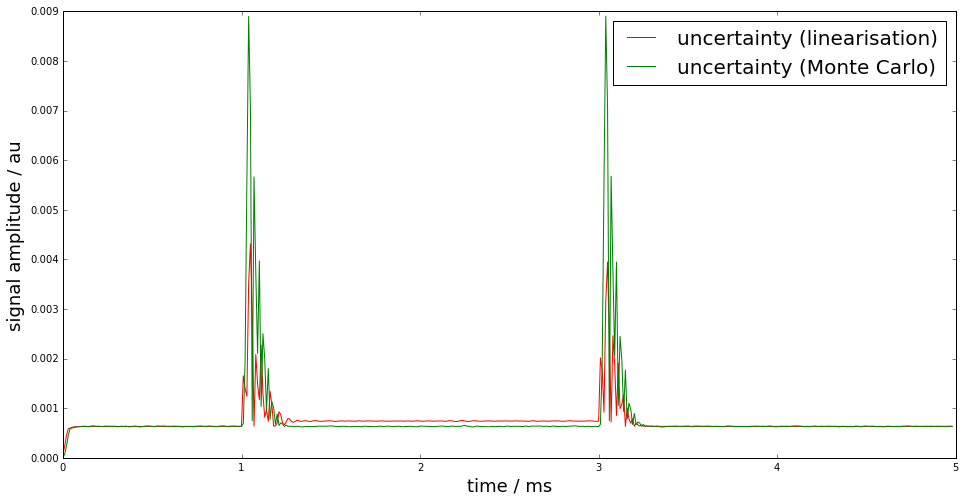 0.009
0.008
0.007
0.006
0.005
0.004
0.003
0.002
0.001
0.000
signal amplitude / au
uncertainty (linearisation)
uncertainty (Monte Carlo)
0 1 2 3 4 5
time / ms